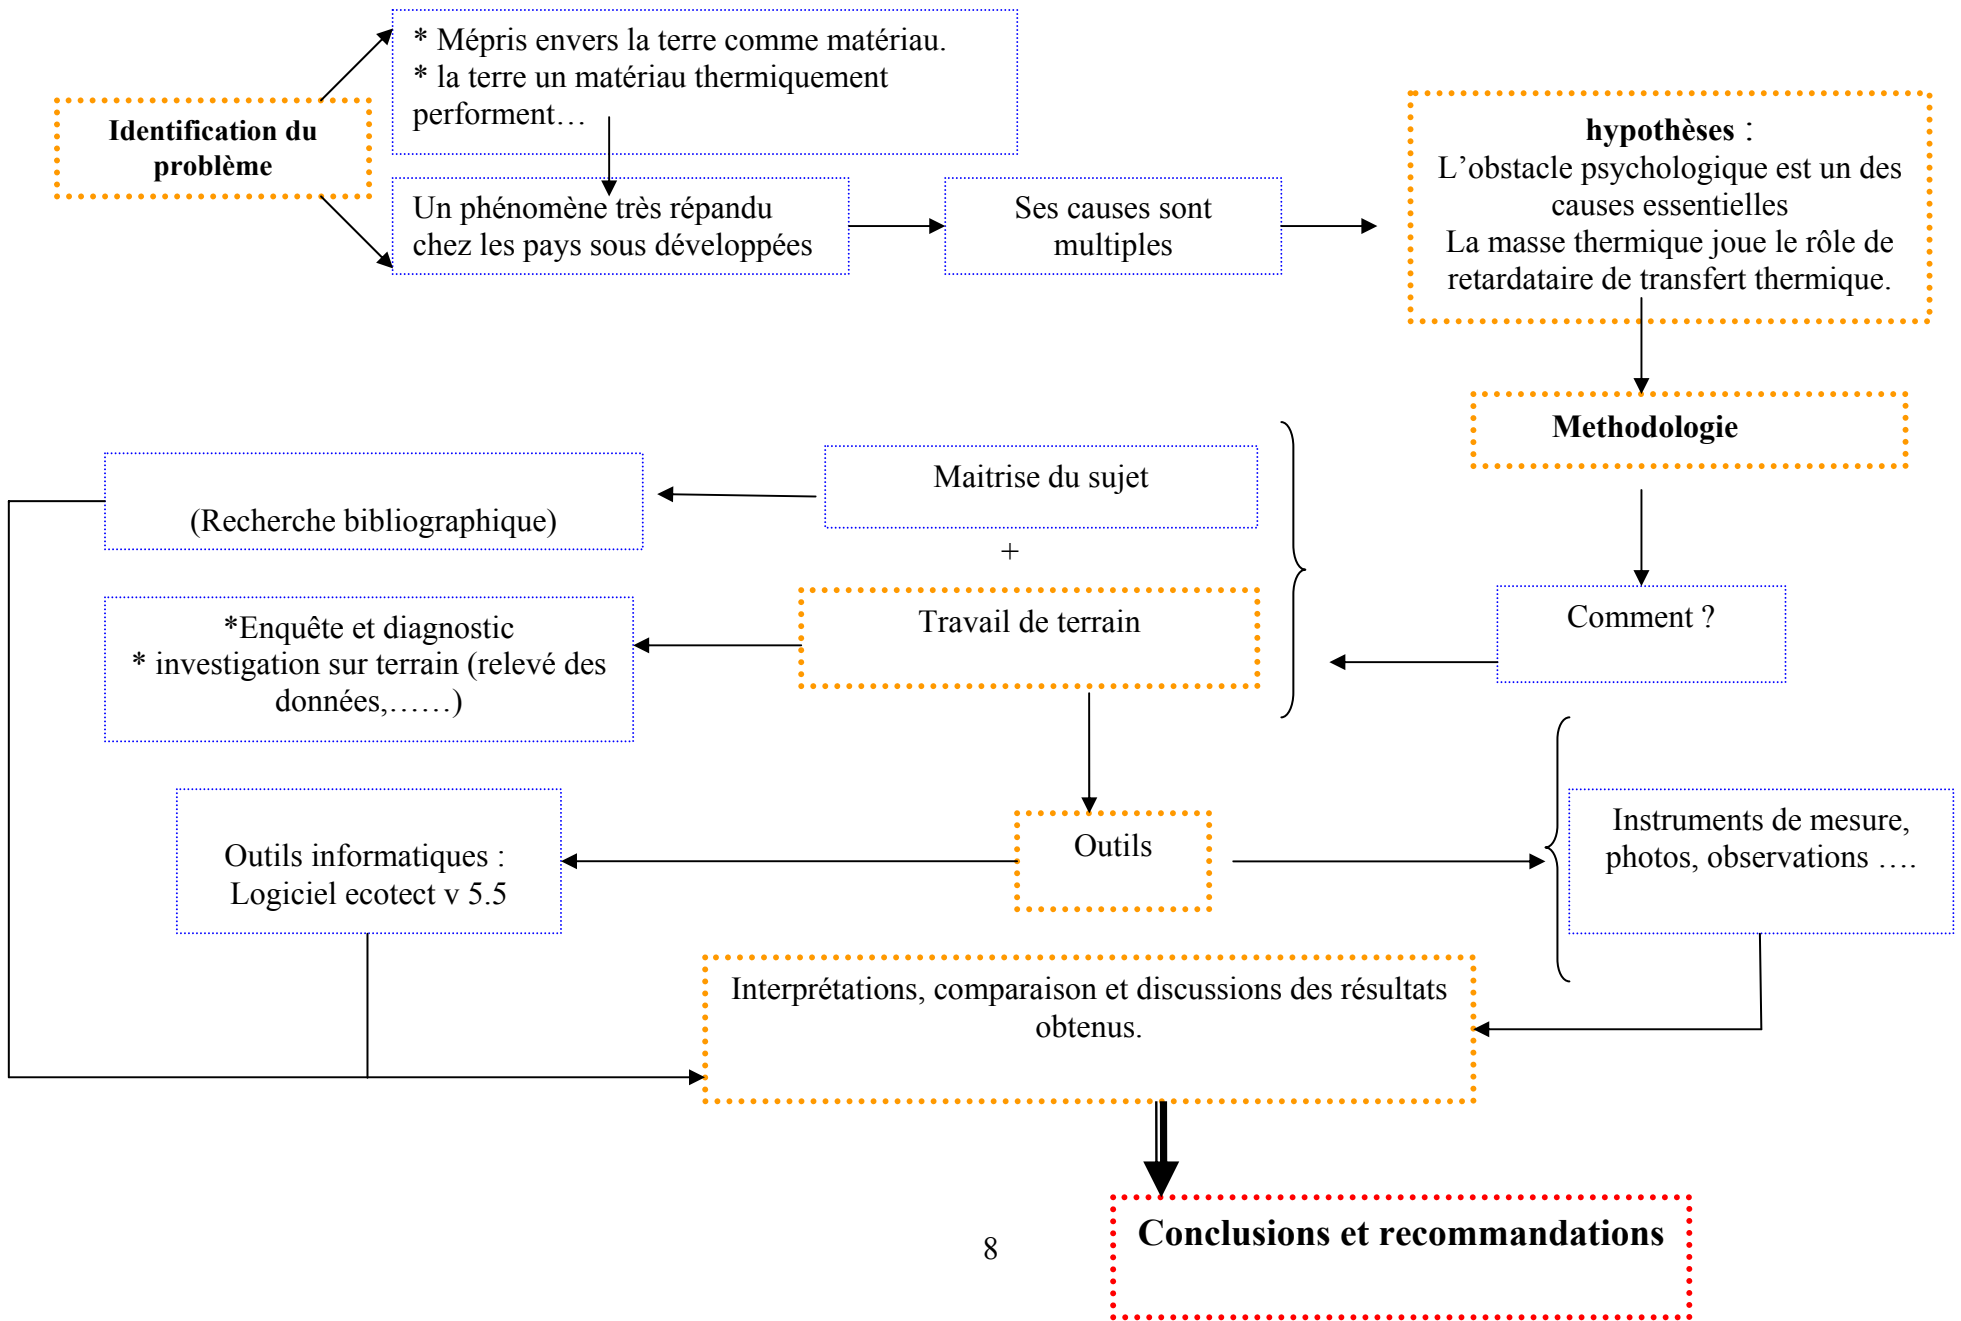 * Mépris envers la terre comme matériau.
* la terre un matériau thermiquement
performent…
Identification du
problème
Un phénomène très répandu
chez les pays sous développées
Ses causes sont
multiples
hypothèses :
L’obstacle psychologique est un des
causes essentielles
La masse thermique joue le rôle de
retardataire de transfert thermique.
Methodologie
Maitrise du sujet
(Recherche bibliographique)
+
Travail de terrain
Comment ?
*Enquête et diagnostic
* investigation sur terrain (relevé des
données,……)
Outils
Instruments de mesure,
photos, observations ….
Outils informatiques :
Logiciel ecotect v 5.5
Interprétations, comparaison et discussions des résultats
obtenus.
Conclusions et recommandations
8